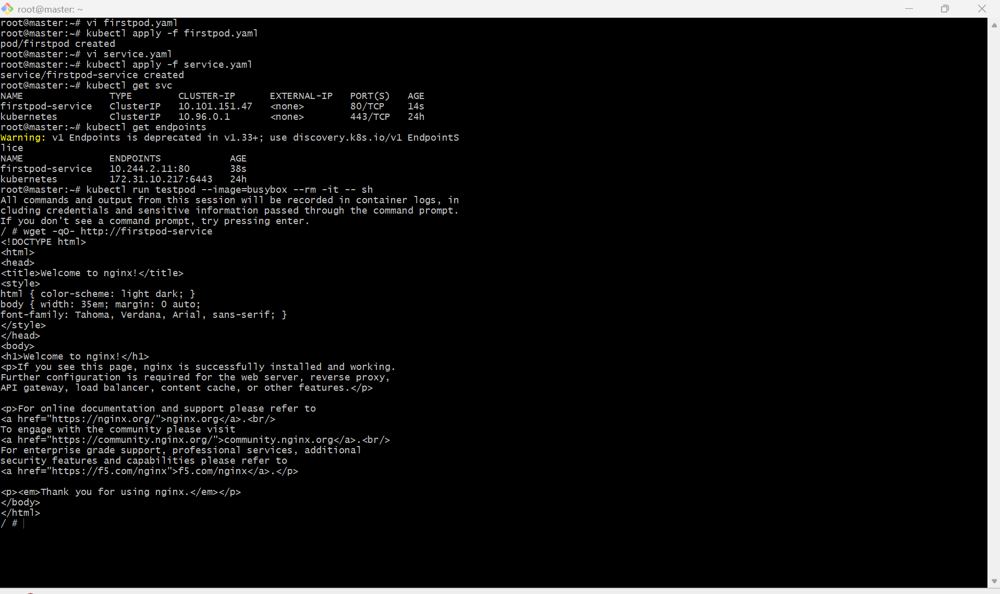 root@master: ~
root@master:~# vi firstpod.yaml
root@master:~# kubectl apply -f firstpod.yaml
pod/firstpod created
root@master:~# vi service.yaml
root@master:~# kubectl apply -f service.yaml
service/firstpod-service created
root@master:~# kubectl get svc
NAME               TYPE        CLUSTER-IP      EXTERNAL-IP   PORT(S)   AGE
firstpod-service   ClusterIP   10.101.151.47   <none>        80/TCP    14s
kubernetes         ClusterIP   10.96.0.1       <none>        443/TCP   24h
root@master:~# kubectl get endpoints
Warning: v1 Endpoints is deprecated in v1.33+; use discovery.k8s.io/v1 EndpointS
lice
NAME               ENDPOINTS            AGE
firstpod-service   10.244.2.11:80       38s
kubernetes         172.31.10.217:6443   24h
root@master:~# kubectl run testpod --image=busybox --rm -it -- sh
All commands and output from this session will be recorded in container logs, in
cluding credentials and sensitive information passed through the command prompt.
If you don't see a command prompt, try pressing enter.
/ # wget -qO- http://firstpod-service
<!DOCTYPE html>
<html>
<head>
<title>Welcome to nginx!</title>
<style>
html { color-scheme: light dark; }
body { width: 35em; margin: 0 auto;
font-family: Tahoma, Verdana, Arial, sans-serif; }
</style>
</head>
<body>
<h1>Welcome to nginx!</h1>
<p>If you see this page, nginx is successfully installed and working.
Further configuration is required for the web server, reverse proxy,
API gateway, load balancer, content cache, or other features.</p>

<p>For online documentation and support please refer to
<a href="https://nginx.org/">nginx.org</a>.<br/>
To engage with the community please visit
<a href="https://community.nginx.org/">community.nginx.org</a>.<br/>
For enterprise grade support, professional services, additional
security features and capabilities please refer to
<a href="https://f5.com/nginx">f5.com/nginx</a>.</p>

<p><em>Thank you for using nginx.</em></p>
</body>
</html>
/ #